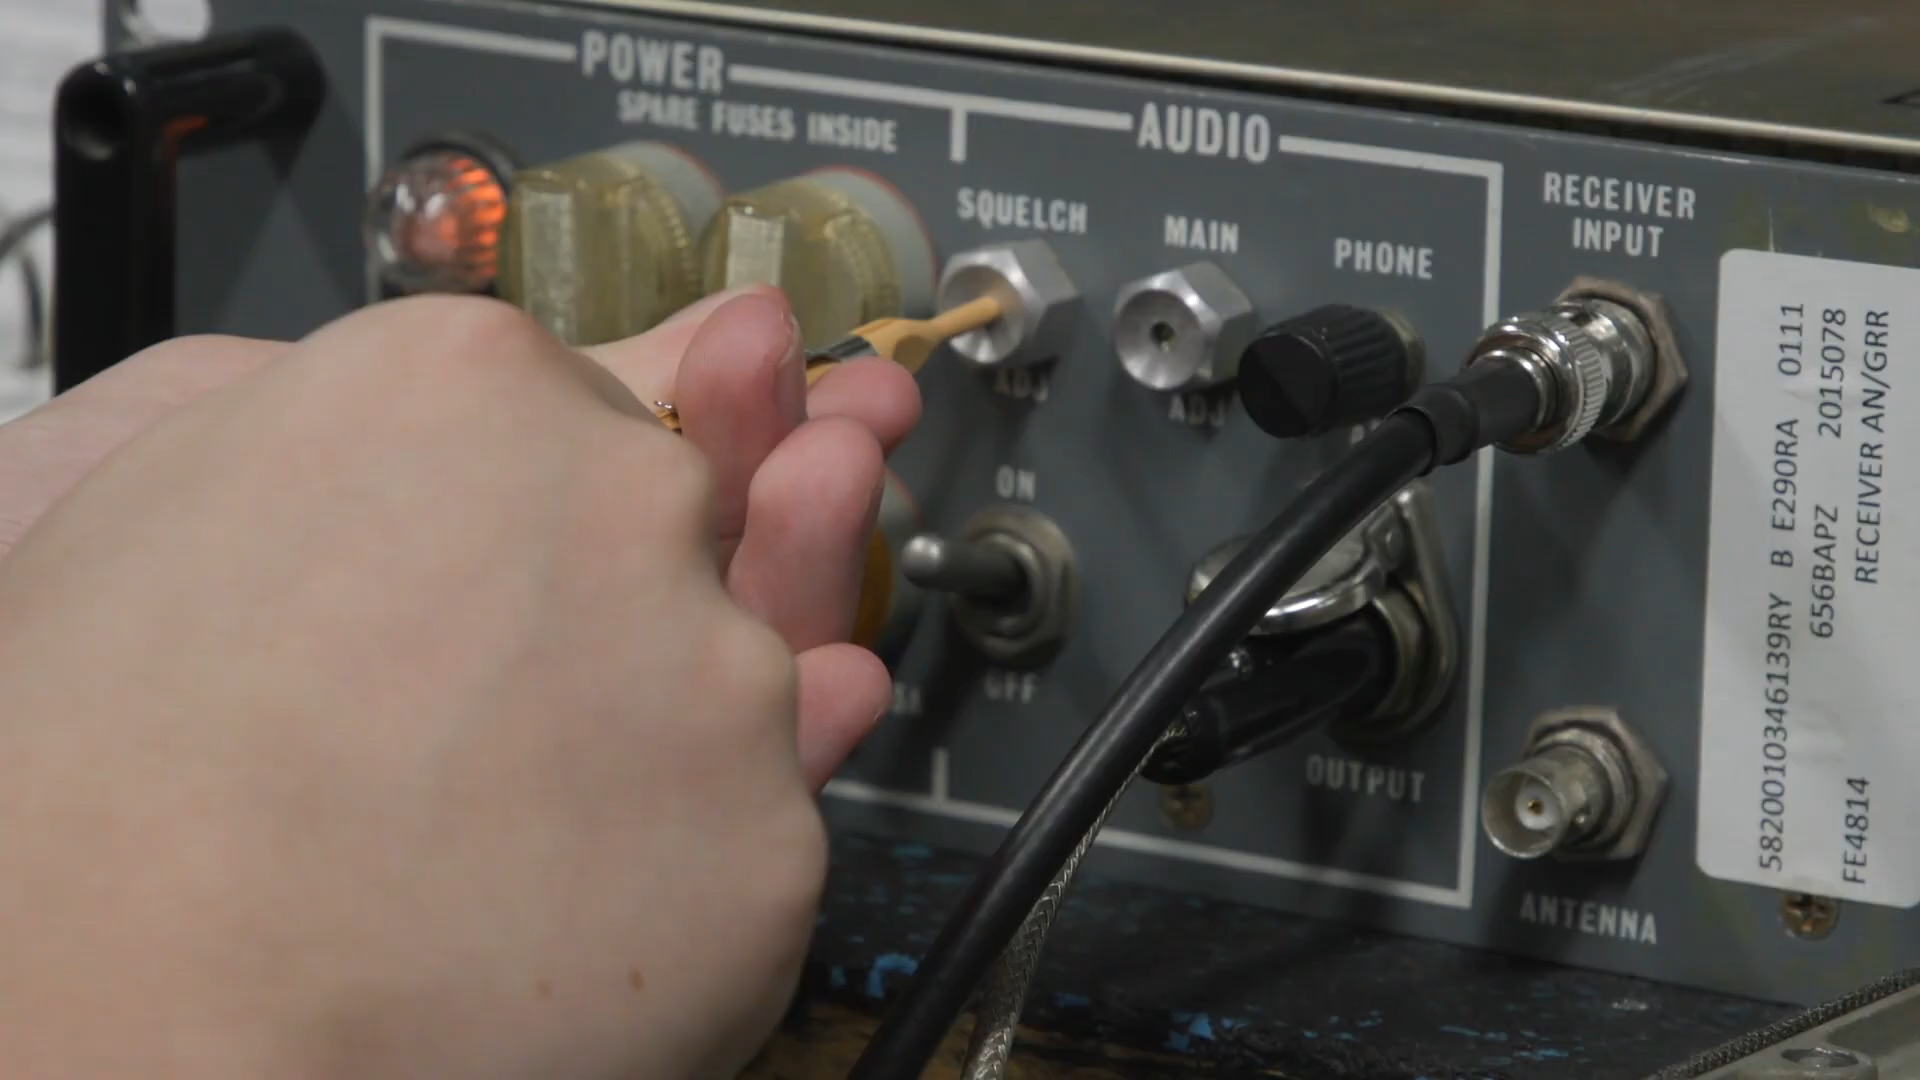 POWER
SPARE FUSES INSIDE
AUDIO
SQUELCH
ADJ
MAIN
ADJ
PHONE
RECEIVER
INPUT
ON
OFF
OUTPUT
ANTENNA
5820010346139RY B E290RA 0111
656BAPZ 2015078
FE4814 RECEIVER AN/GRR